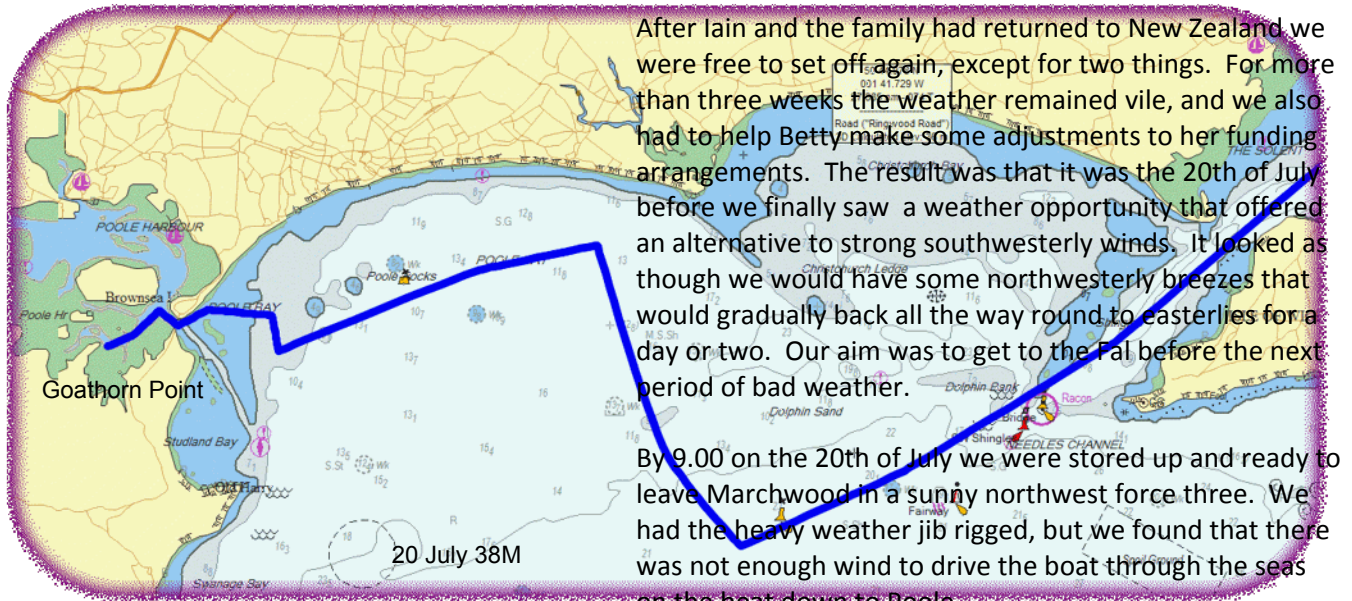 After Iain and the family had returned to New Zealand we
were free to set off again, except for two things.  For more
than three weeks the weather remained vile, and we also
had to help Betty make some adjustments to her funding
arrangements.  The result was that it was the 20th of July
before we finally saw  a weather opportunity that offered
an alternative to strong southwesterly winds.  It looked as
though we would have some northwesterly breezes that
would gradually back all the way round to easterlies for a
day or two.  Our aim was to get to the Fal before the next
period of bad weather.
By 9.00 on the 20th of July we were stored up and ready to
leave Marchwood in a sunny northwest force three.  We
had the heavy weather jib rigged, but we found that there
was not enough wind to drive the boat through the seas
on the beat down to Poole.
001 41.729 W
Road ("Ringwood Road")
Christchurch Bay
THE SOLENT
POOLE HARBOUR
Poole Rocks
Christchurch Ledge
Brownsea I
POOLE BAY
Poole Hr
M.S.Sh
Goathorn Point
Dolphin Bank
Racon
Dolphin Sand
Bridge
Studland Bay
NEEDLES CHANNEL
Old Harry
Fairway
20 July 38M
Spoil Ground
Swanage Bay